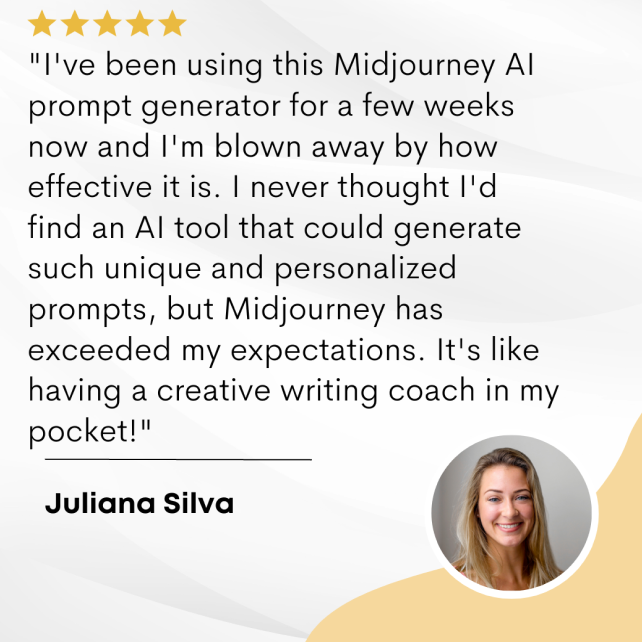 "I've been using this Midjourney AI
prompt generator for a few weeks
now and I'm blown away by how
effective it is. I never thought I'd
find an AI tool that could generate
such unique and personalized
prompts, but Midjourney has
exceeded my expectations. It's like
having a creative writing coach in my
pocket!"
Juliana Silva